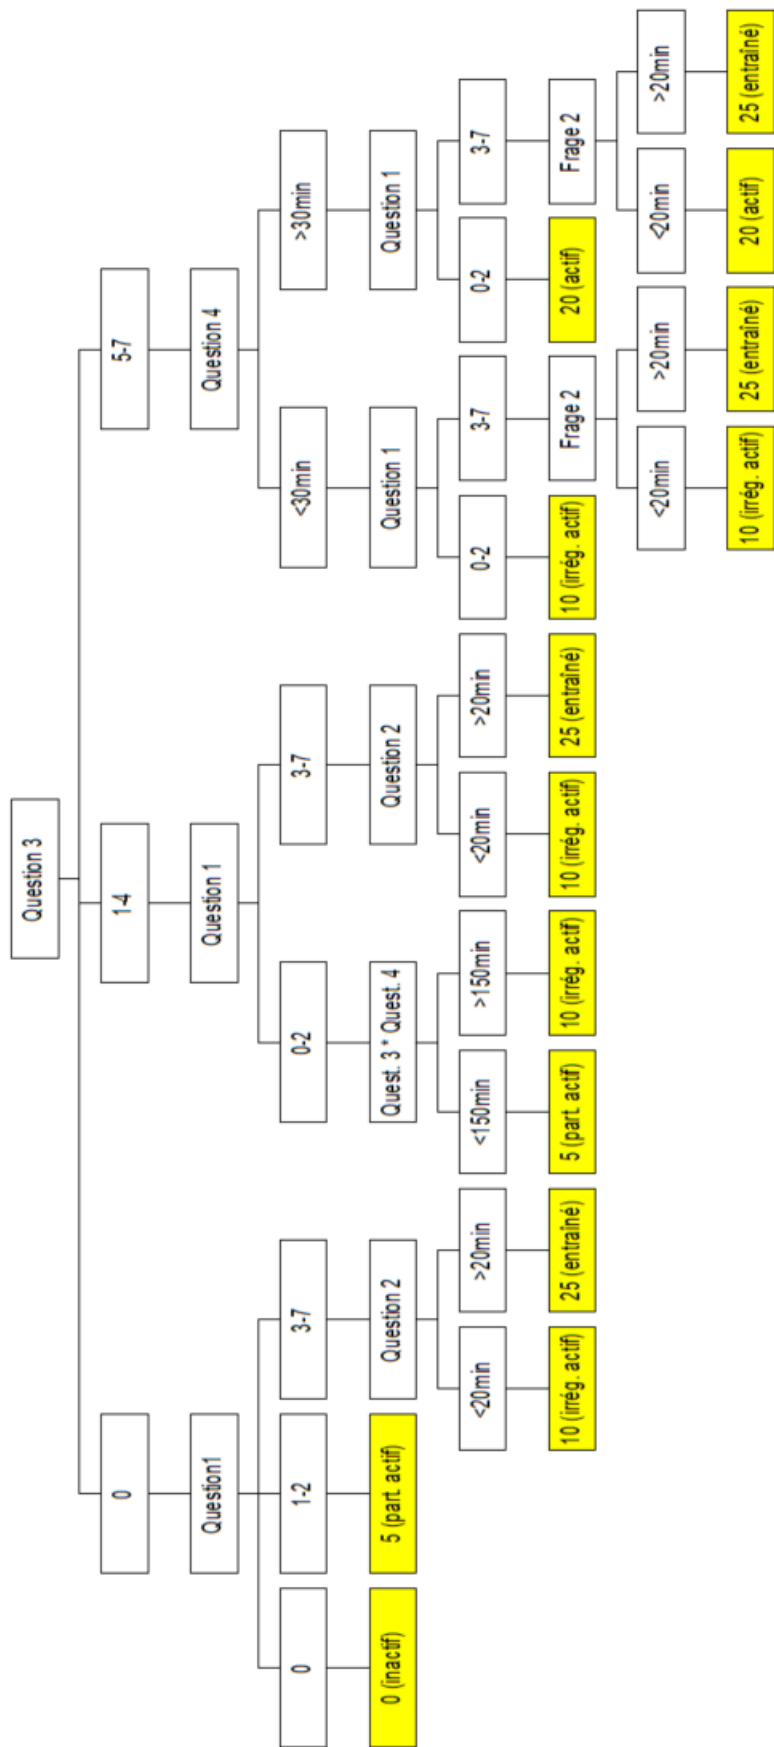 Question 3
0
1-4
5-7
Question1
Question 1
Question 4
0
1-2
3-7
0-2
3-7
<30min
>30min
0 (inactif)
5 (part. actif)
Question 2
Quest. 3 * Quest. 4
Question 2
Question 1
Question 1
<20min
>20min
<150min
>150min
<20min
>20min
0-2
3-7
0-2
3-7
10 (irrég. actif)
25 (entraîné)
5 (part. actif)
10 (irrég. actif)
10 (irrég. actif)
25 (entraîné)
10 (irrég. actif)
Frage 2
20 (actif)
Frage 2
<20min
>20min
<20min
>20min
10 (irrég. actif)
25 (entraîné)
20 (actif)
25 (entraîné)